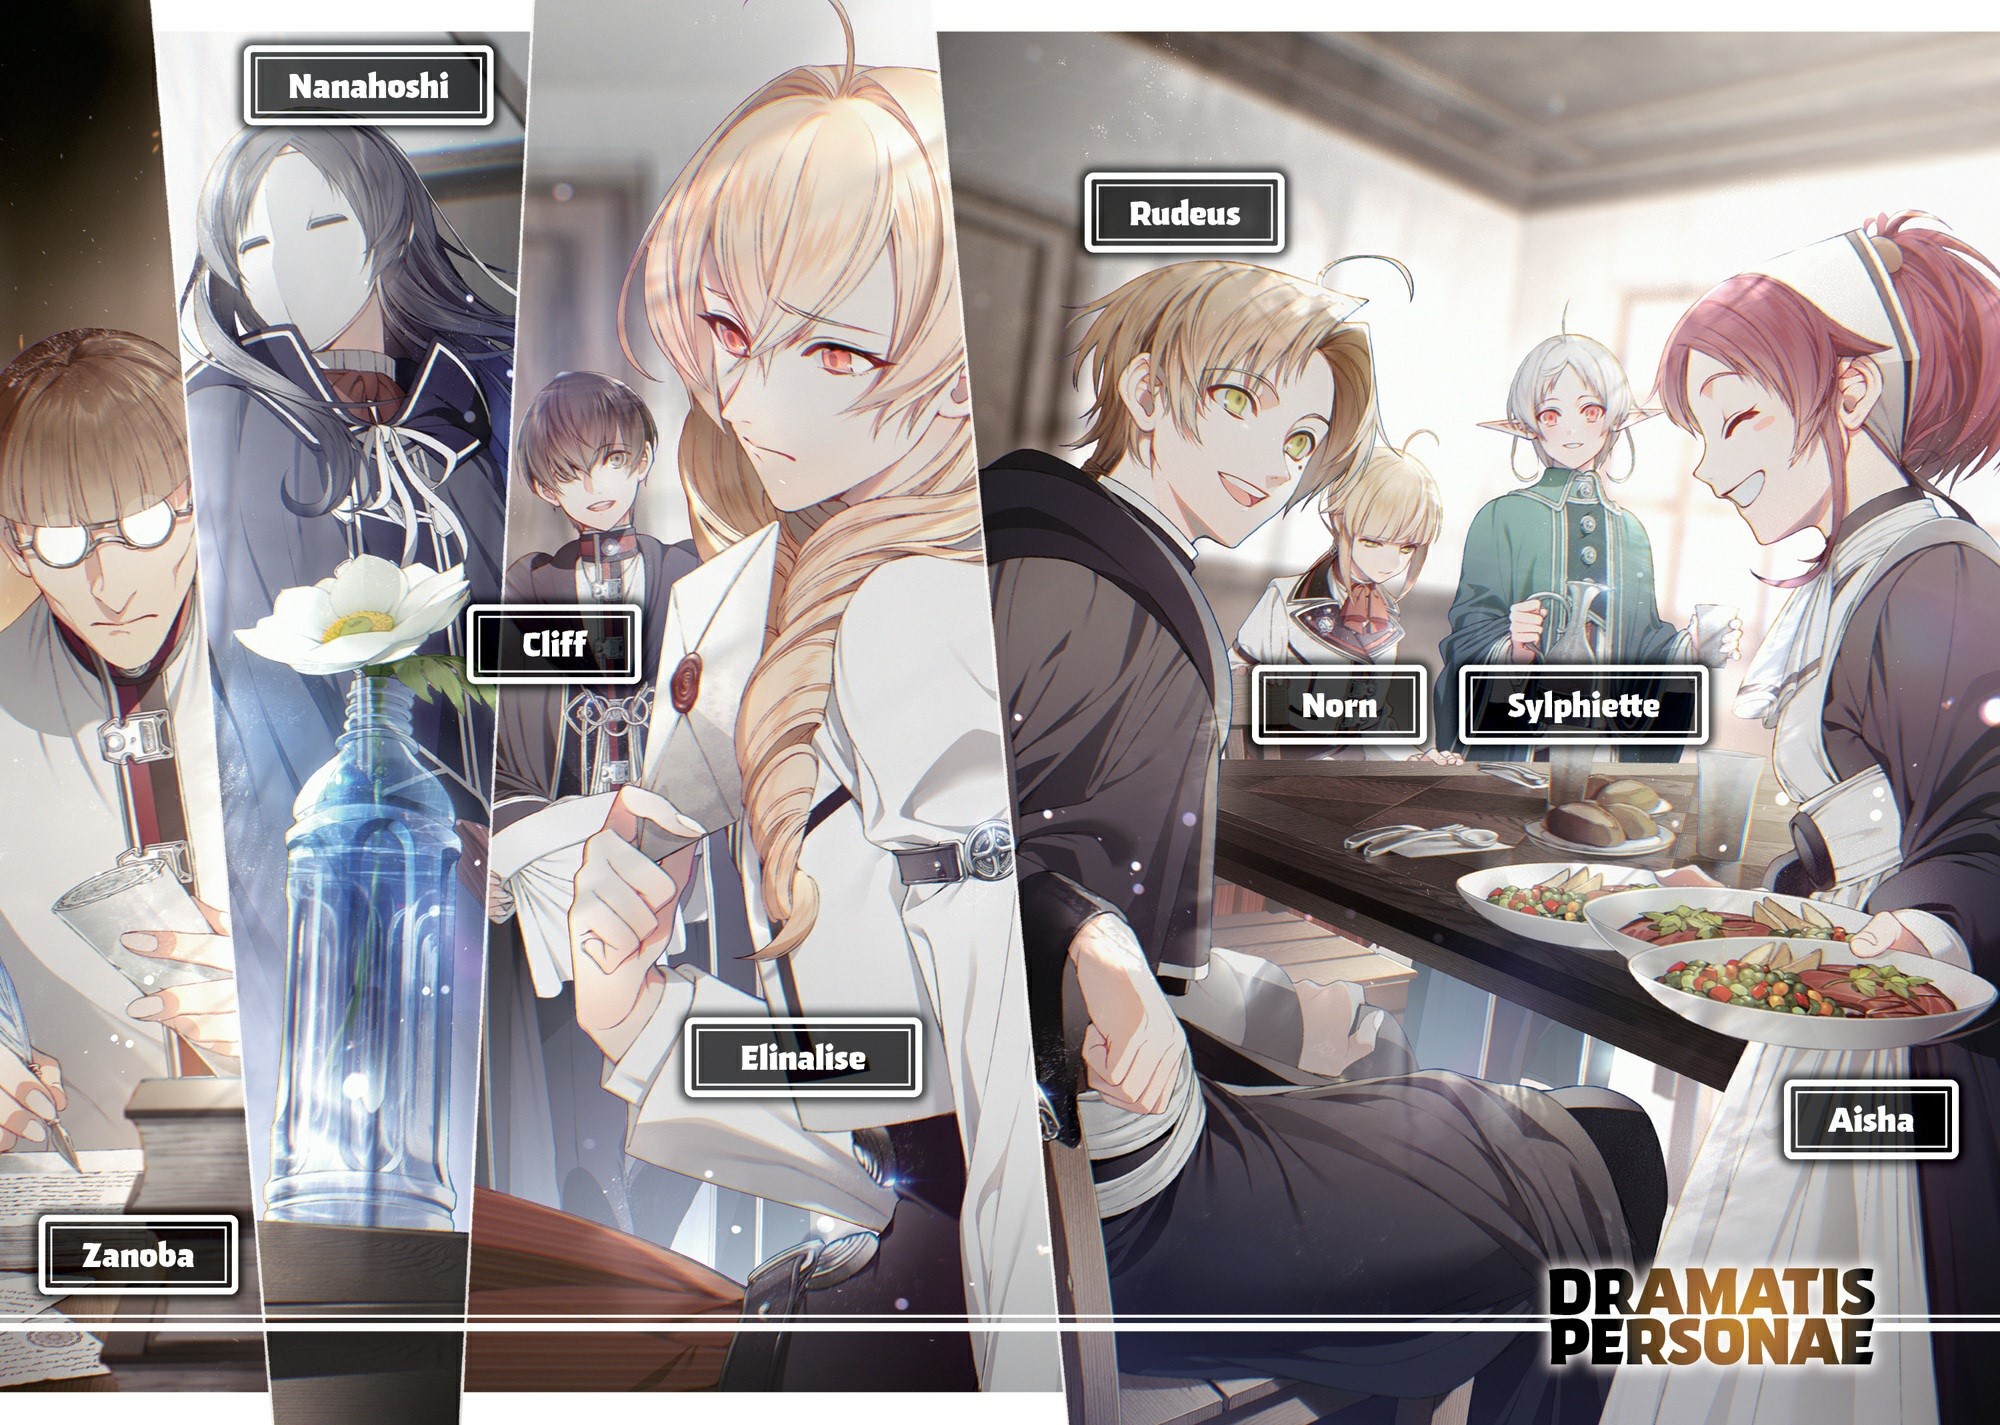 Nanahoshi
Rudeus
Cliff
Norn
Sylphiette
Elinalise
Aisha
Zanoba
DRAMATIS
PERSONAE